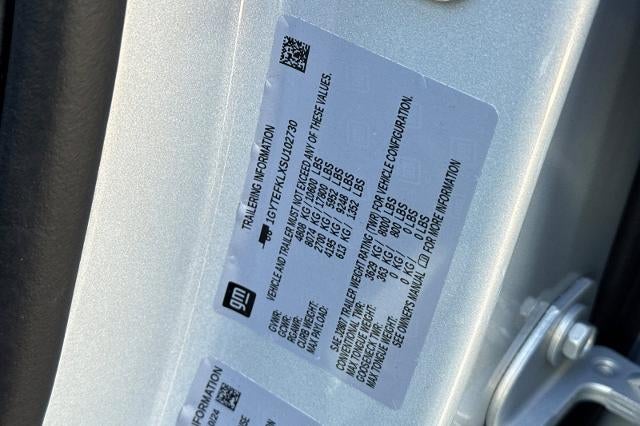 TRAILERING INFORMATION
1GYTEFKLXSU102730
gm
VEHICLE AND TRAILER MUST NOT EXCEED ANY OF THESE VALUES.
GVWR: 4808 KG / 10600 LBS
GCWR: 8074 KG / 17800 LBS
RGAWR: 2700 KG / 5952 LBS
CURB WEIGHT: 4195 KG / 9248 LBS
MAX PAYLOAD: 613 KG / 1352 LBS
SAE J2807 TRAILER WEIGHT RATING (TWR) FOR VEHICLE CONFIGURATION.
CONVENTIONAL TWR: 3629 KG / 8000 LBS
MAX TONGUE WEIGHT: 363 KG / 800 LBS
GOOSENECK TWR: 0 KG / 0 LBS
MAX TONGUE WEIGHT: 0 KG / 0 LBS
SEE OWNER'S MANUAL FOR MORE INFORMATION